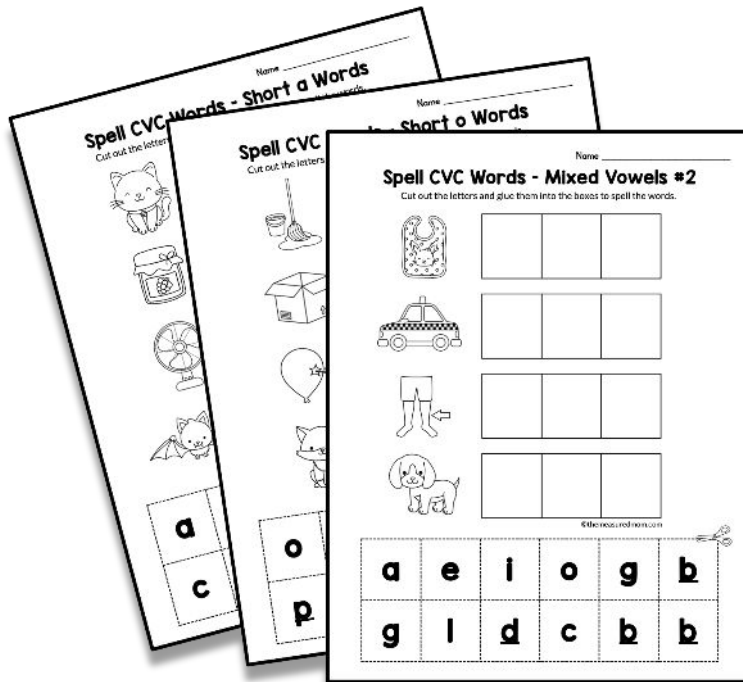 Name
Spell CVC Words - Short a Words
Cut out the letters
words.
a
c
Name
Spell CVC - Short o Words
Cut out the letters
o
p
Name
Spell CVC Words - Mixed Vowels #2
Cut out the letters and glue them into the boxes to spell the words.
©themeasuredmom.com
a e i o g b
g l d c b b